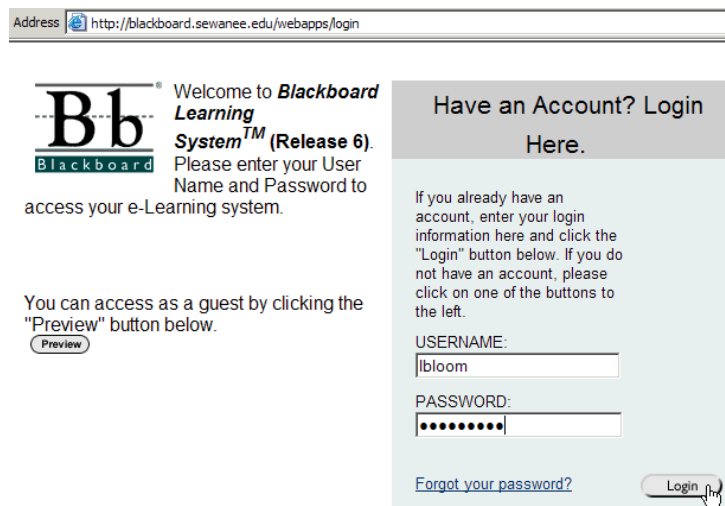 Address http://blackboard.sewanee.edu/webapps/login
Bb®
Blackboard
Welcome to Blackboard
Learning
System™ (Release 6).
Please enter your User
Name and Password to
access your e-Learning system.
You can access as a guest by clicking the
"Preview" button below.
Preview
Have an Account? Login
Here.
If you already have an
account, enter your login
information here and click the
"Login" button below. If you do
not have an account, please
click on one of the buttons to
the left.
USERNAME:
lbloom
PASSWORD:
•••••••••
Forgot your password?
Login